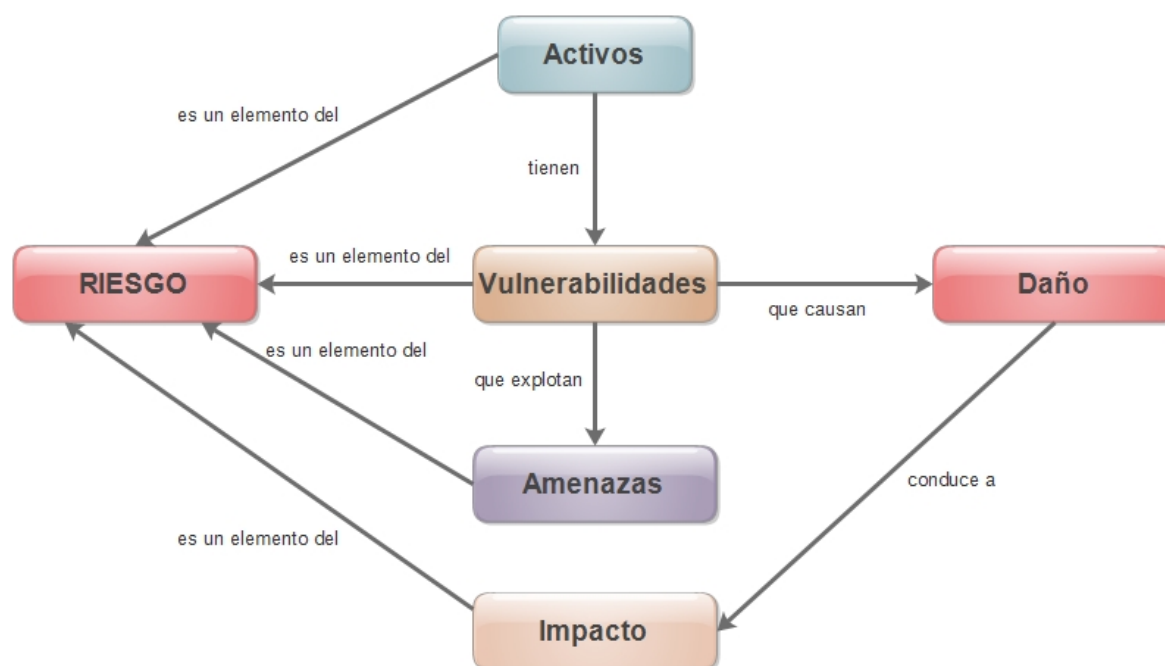 Activos
es un elemento del
tienen
es un elemento del
RIESGO
Vulnerabilidades
que causan
Daño
es un elemento del
que explotan
Amenazas
conduce a
es un elemento del
Impacto